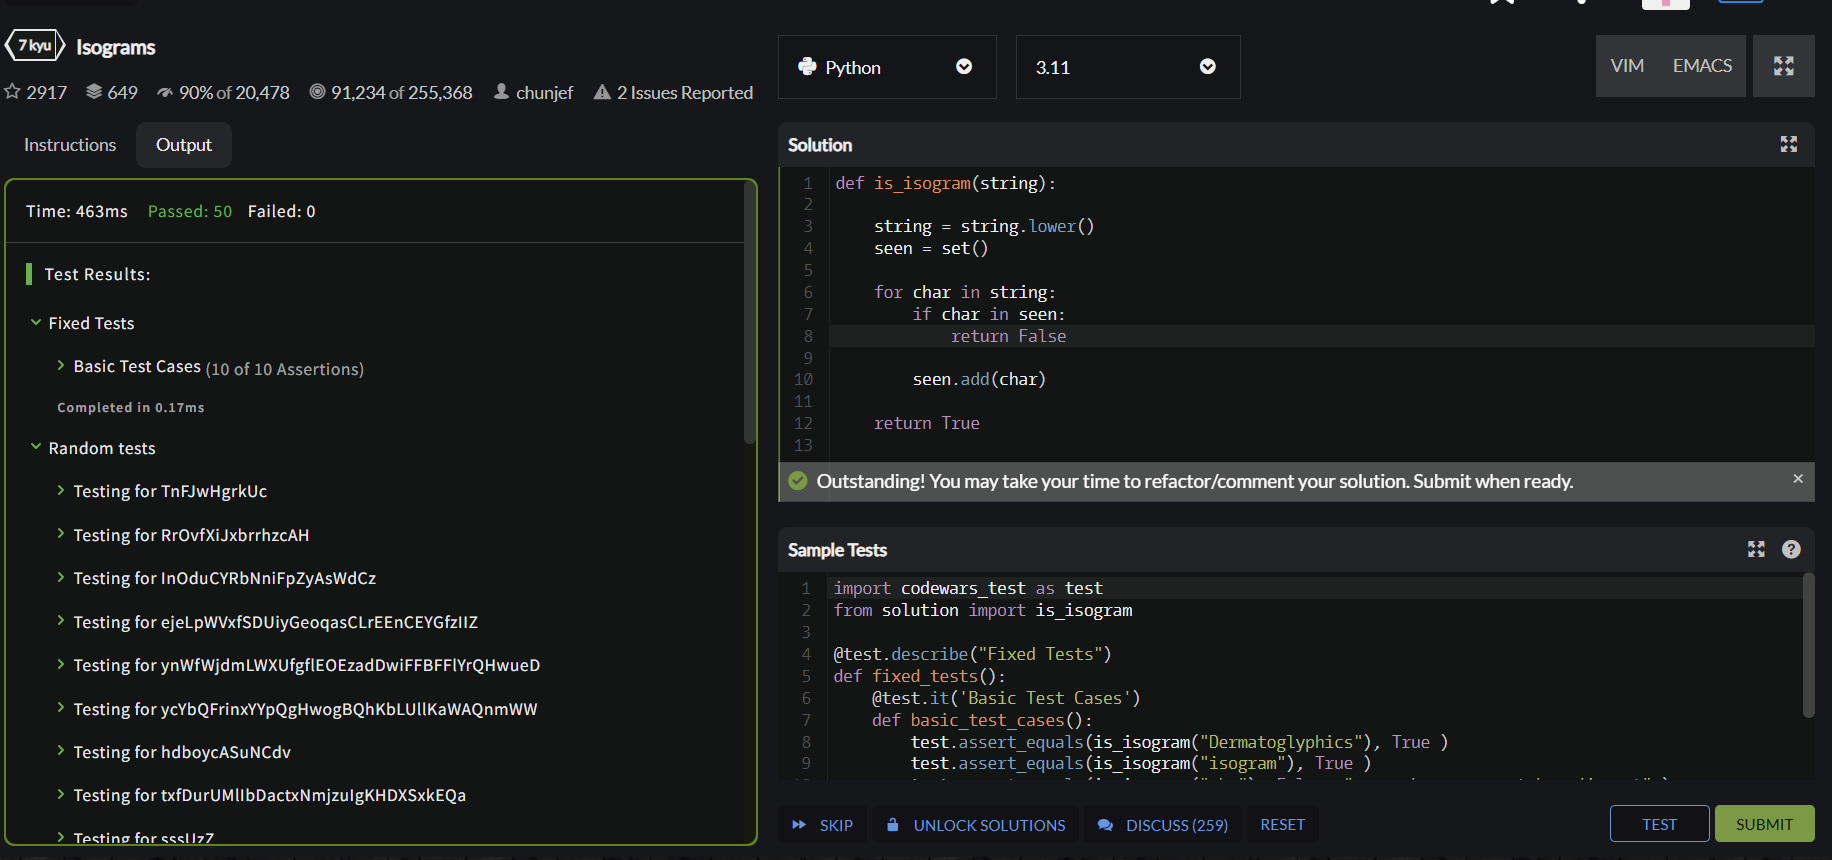 7 kyu Isograms
2917 649 90% of 20,478 91,234 of 255,368 chunjef 2 Issues Reported
Instructions Output
Time: 463ms Passed: 50 Failed: 0
Test Results:
Fixed Tests
Basic Test Cases (10 of 10 Assertions)
Completed in 0.17ms
Random tests
Testing for TnFJwHgrkUc
Testing for RrOvfXiJxbrrhzcAH
Testing for InOduCYRbNniFpZyAsWdCz
Testing for ejeLpWVxfSDUiyGeoqasCLrEEnCEYGfzIIZ
Testing for ynWfWjdmLWXUfgflEOEzadDwiFFBFFlYrQHwueD
Testing for ycYbQFrinxYYpQgHwogBQhKbLUllKaWAQnmWW
Testing for hdboycASuNCdv
Testing for txfDurUMlIbDactxNmjzuIgKHDXSxkEQa
Testing for sssUzZ
Python 3.11 VIM EMACS
Solution
1 def is_isogram(string):
2
3 string = string.lower()
4 seen = set()
5
6 for char in string:
7 if char in seen:
8 return False
9
10 seen.add(char)
11
12 return True
13
Outstanding! You may take your time to refactor/comment your solution. Submit when ready. ×
Sample Tests ?
1 import codewars_test as test
2 from solution import is_isogram
3
4 @test.describe("Fixed Tests")
5 def fixed_tests():
6 @test.it('Basic Test Cases')
7 def basic_test_cases():
8 test.assert_equals(is_isogram("Dermatoglyphics"), True )
9 test.assert_equals(is_isogram("isogram"), True )
SKIP UNLOCK SOLUTIONS DISCUSS (259) RESET TEST SUBMIT